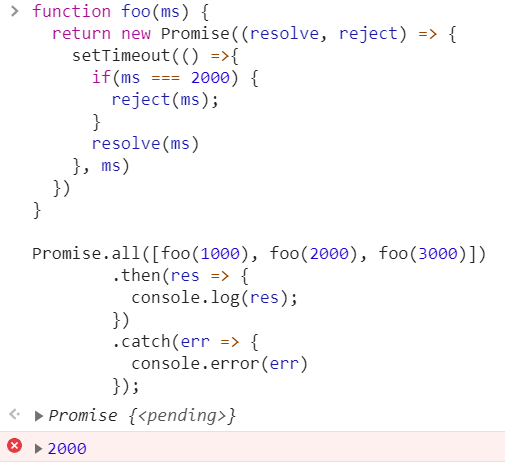 function foo(ms) {
  return new Promise((resolve, reject) => {
    setTimeout(() =>{
      if(ms === 2000) {
        reject(ms);
      }
      resolve(ms)
    }, ms)
  })
}

Promise.all([foo(1000), foo(2000), foo(3000)])
        .then(res => {
          console.log(res);
        })
        .catch(err => {
          console.error(err)
        });
Promise {<pending>}
2000